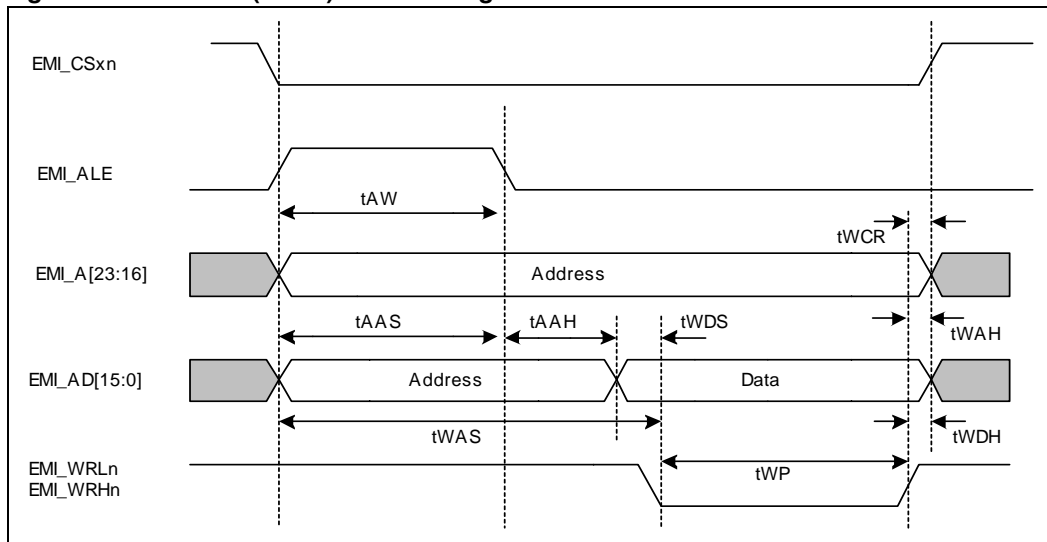 EMI_CSxn
EMI_ALE
tAW
tWCR
EMI_A[23:16]
Address
tAAS
tAAH
tWDS
tWAH
EMI_AD[15:0]
Address
Data
tWAS
tWDH
EMI_WRLn
EMI_WRHn
tWP